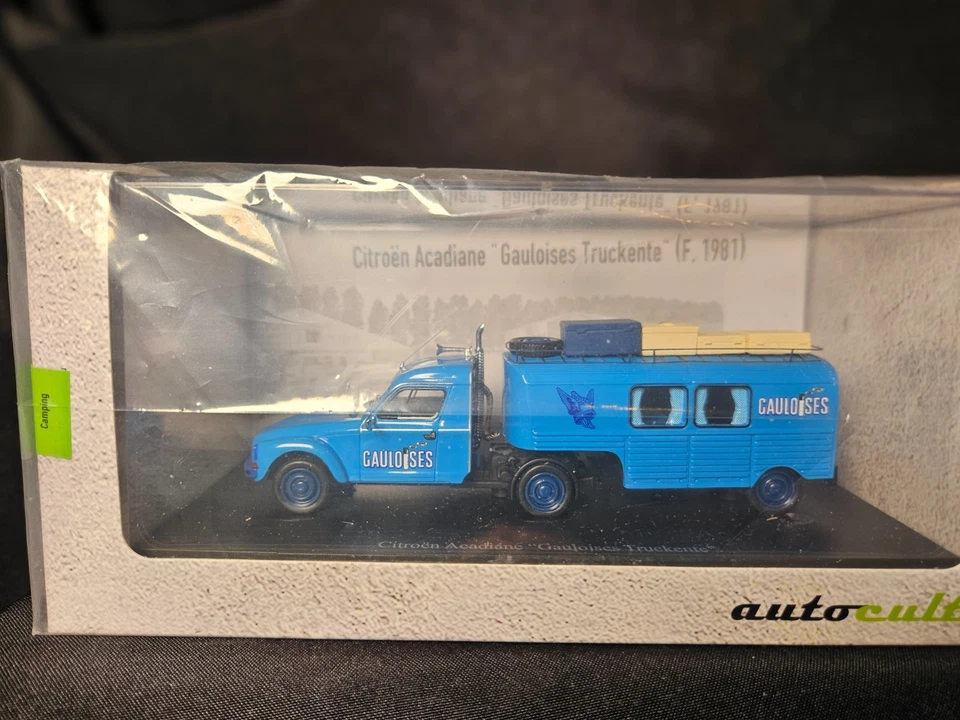 Citroën Acadiane "Gauloises Truckente" (F, 1981)
Camping
GAULOISES
GAULOISES
Citroën Acadiane "Gauloises Truckente"
autocult